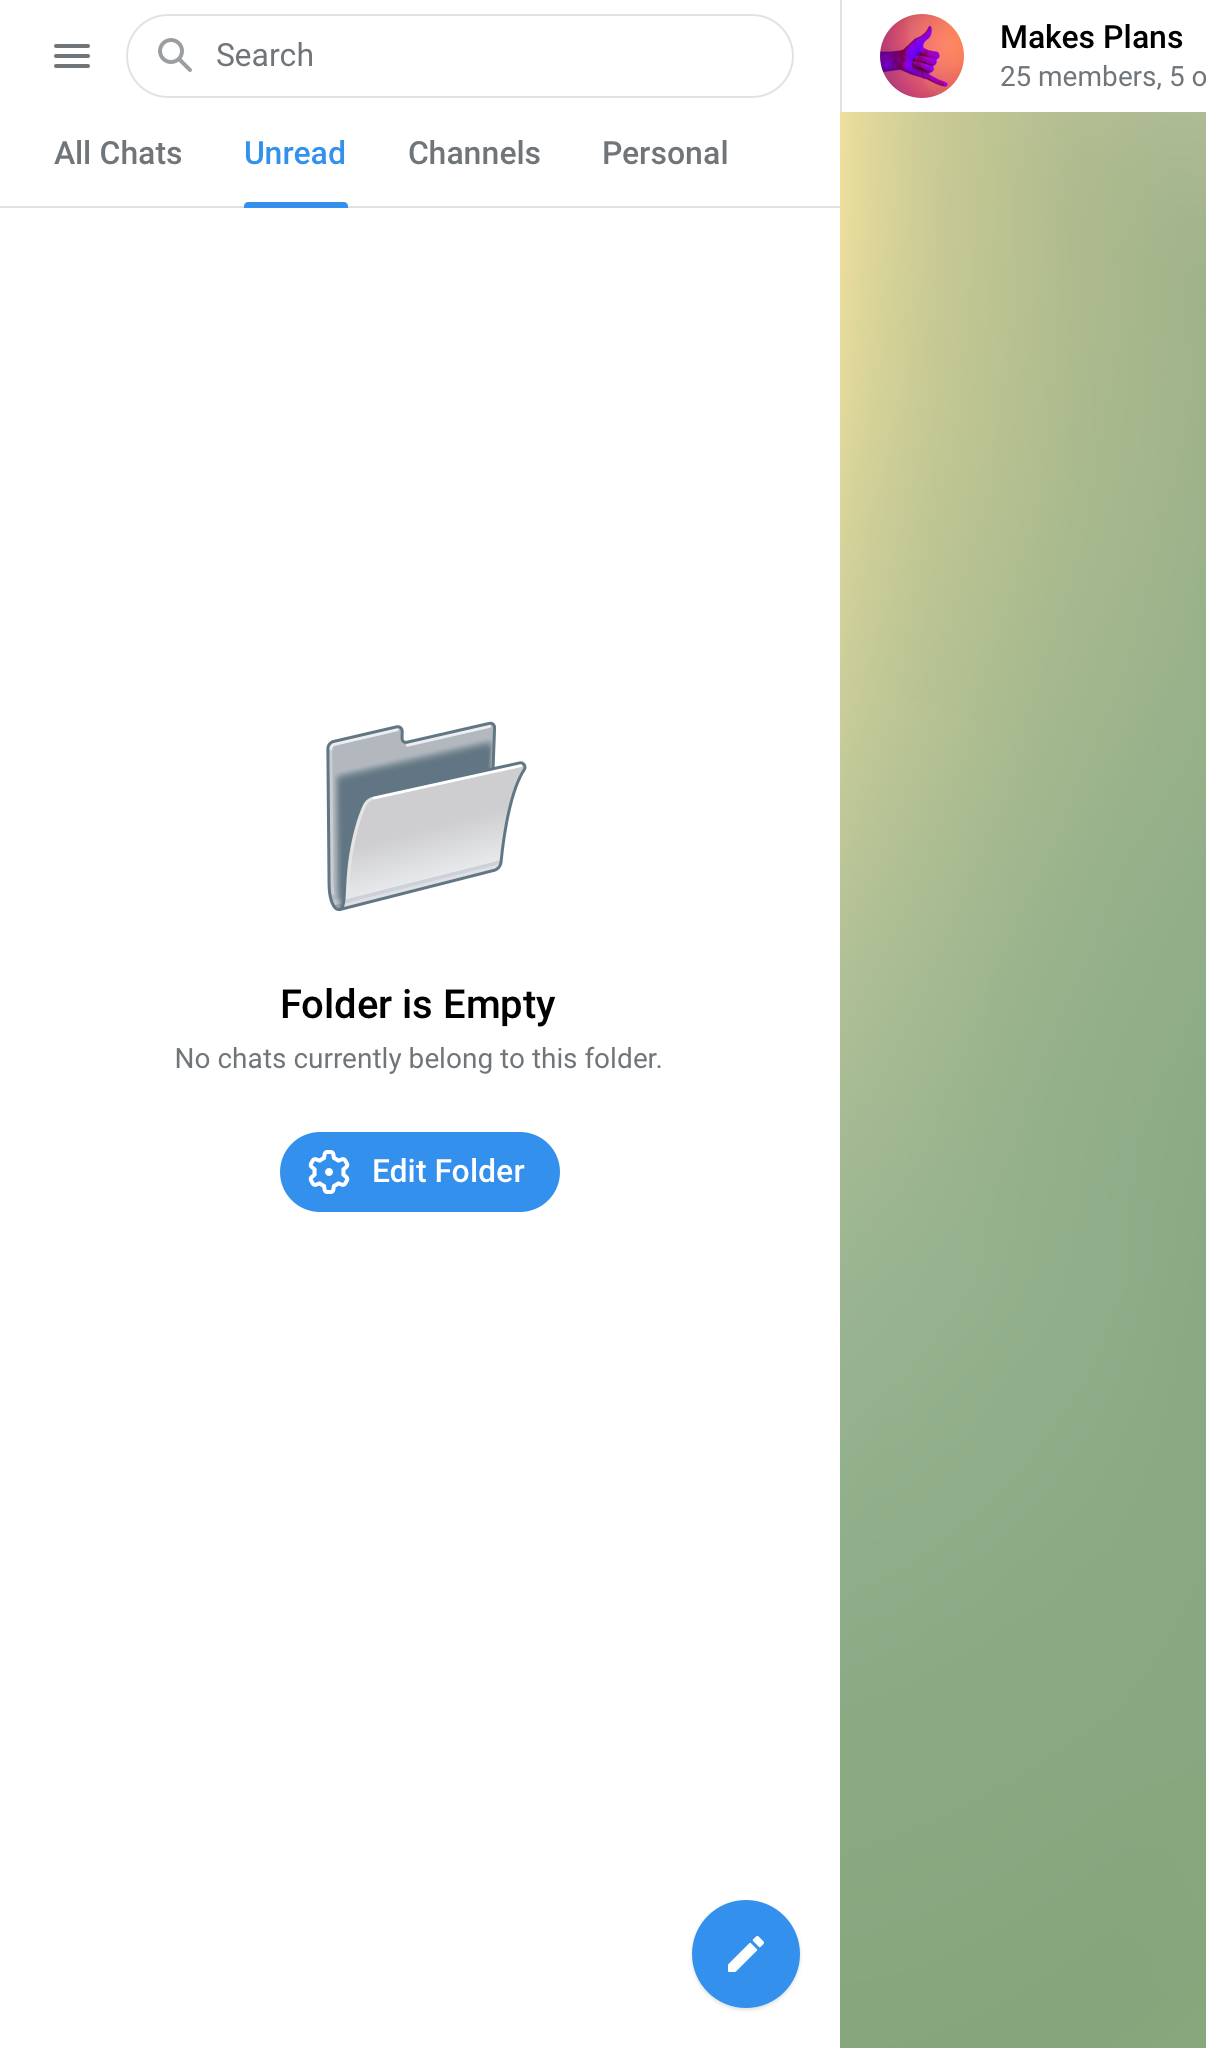 Search
All Chats Unread Channels Personal
Folder is Empty
No chats currently belong to this folder.
Edit Folder
Makes Plans
25 members, 5 o